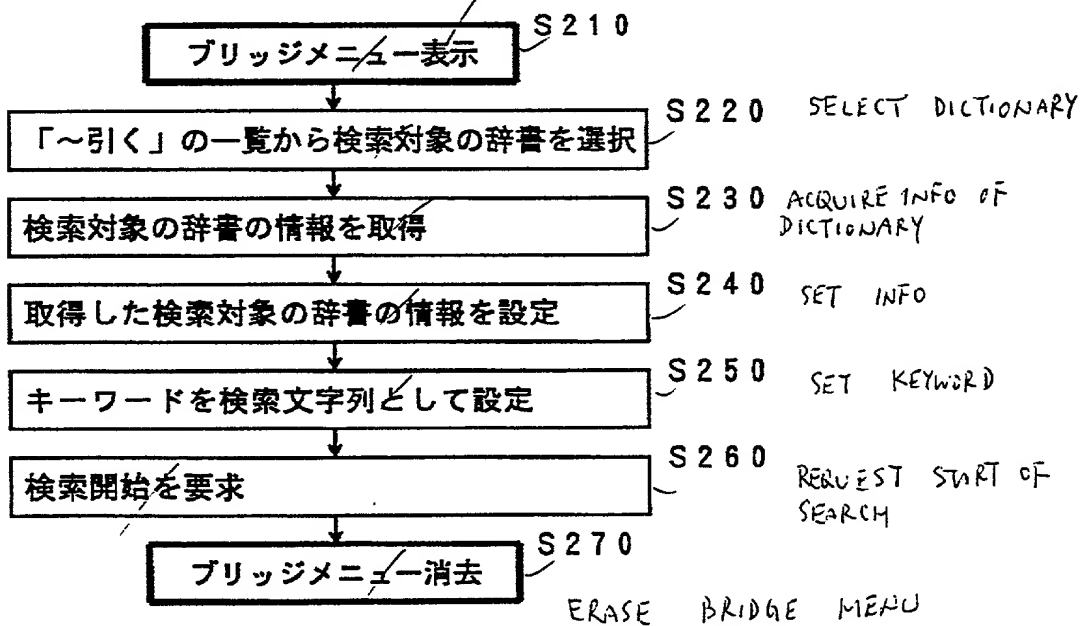 S210
ブリッジメニュー表示
S220 SELECT DICTIONARY
「～引く」の一覧から検索対象の辞書を選択
S230 ACQUIRE INFO OF
DICTIONARY
検索対象の辞書の情報を取得
S240 SET INFO
取得した検索対象の辞書の情報を設定
S250 SET KEYWORD
キーワードを検索文字列として設定
S260 REQUEST START OF
SEARCH
検索開始を要求
S270
ブリッジメニュー消去
ERASE BRIDGE MENU